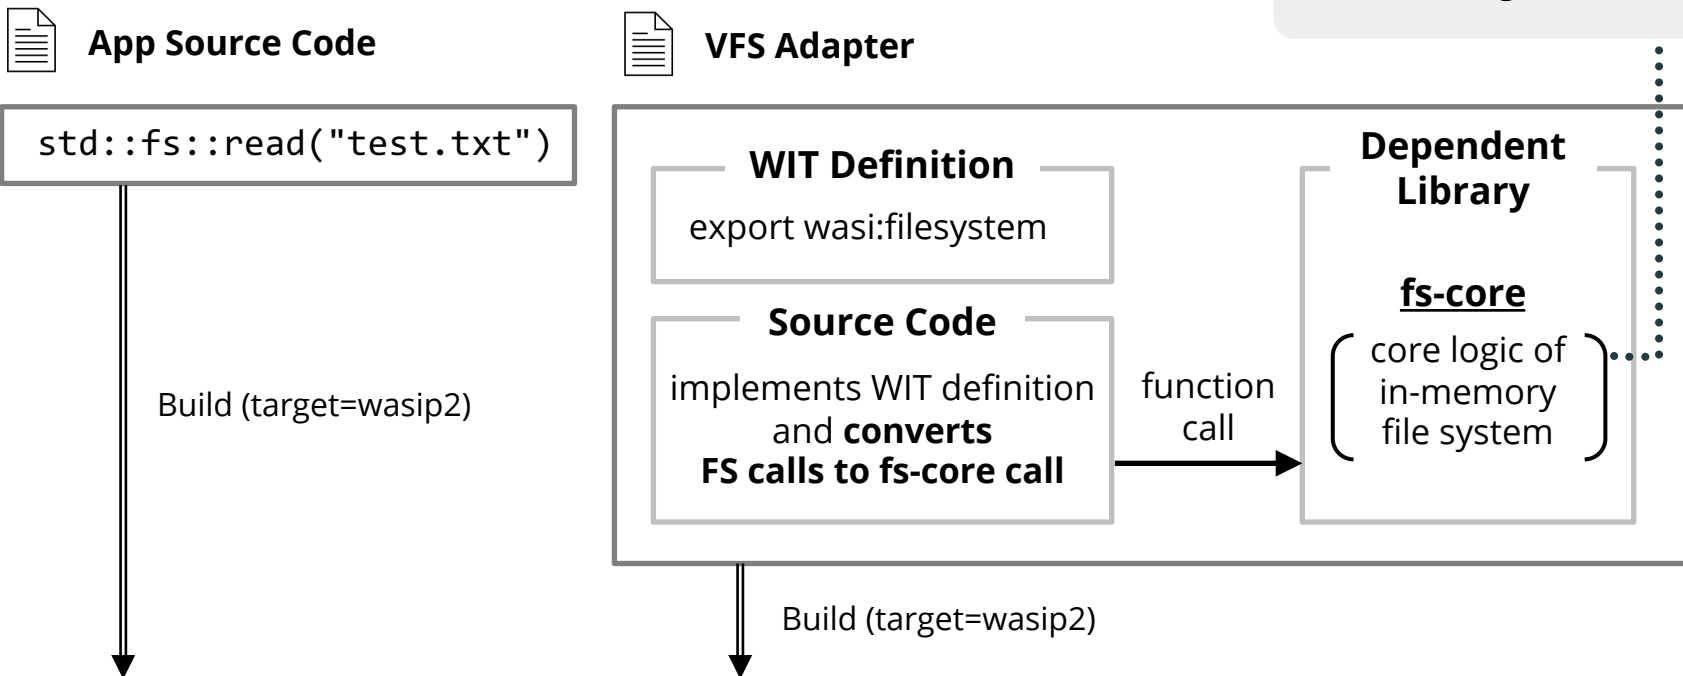 App Source Code
std::fs::read("test.txt")
Build (target=wasip2)
VFS Adapter
WIT Definition
export wasi:filesystem
Source Code
implements WIT definition
and converts
FS calls to fs-core call
function
call
Dependent
Library
fs-core
core logic of
in-memory
file system
Build (target=wasip2)